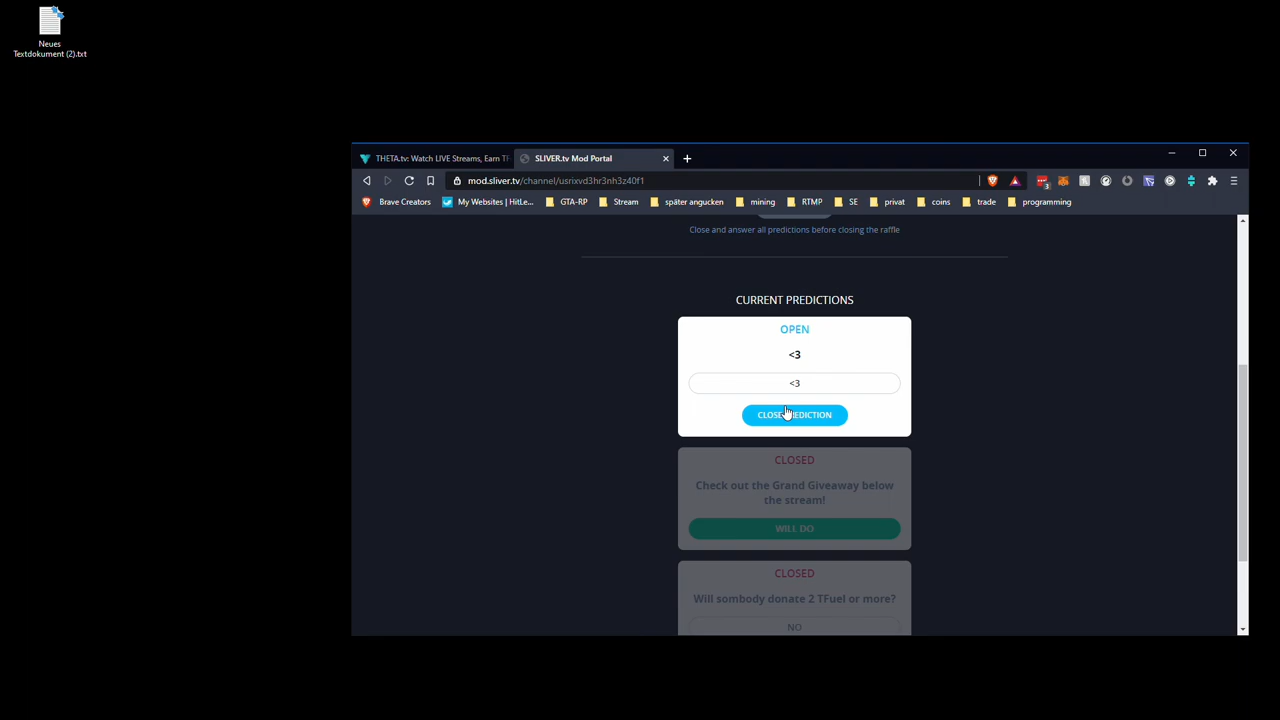 Neues
Textdokument (2).txt
THETA.tv: Watch LIVE Streams, Earn TF
SLIVER.tv Mod Portal
mod.sliver.tv/channel/usrixvd3hr3nh3z40f1
3
Brave Creators
My Websites | HitLe...
GTA-RP
Stream
später angucken
mining
RTMP
SE
privat
coins
trade
programming
Close and answer all predictions before closing the raffle
CURRENT PREDICTIONS
OPEN
<3
<3
CLOSE PREDICTION
CLOSED
Check out the Grand Giveaway below
the stream!
WILL DO
CLOSED
Will sombody donate 2 TFuel or more?
NO